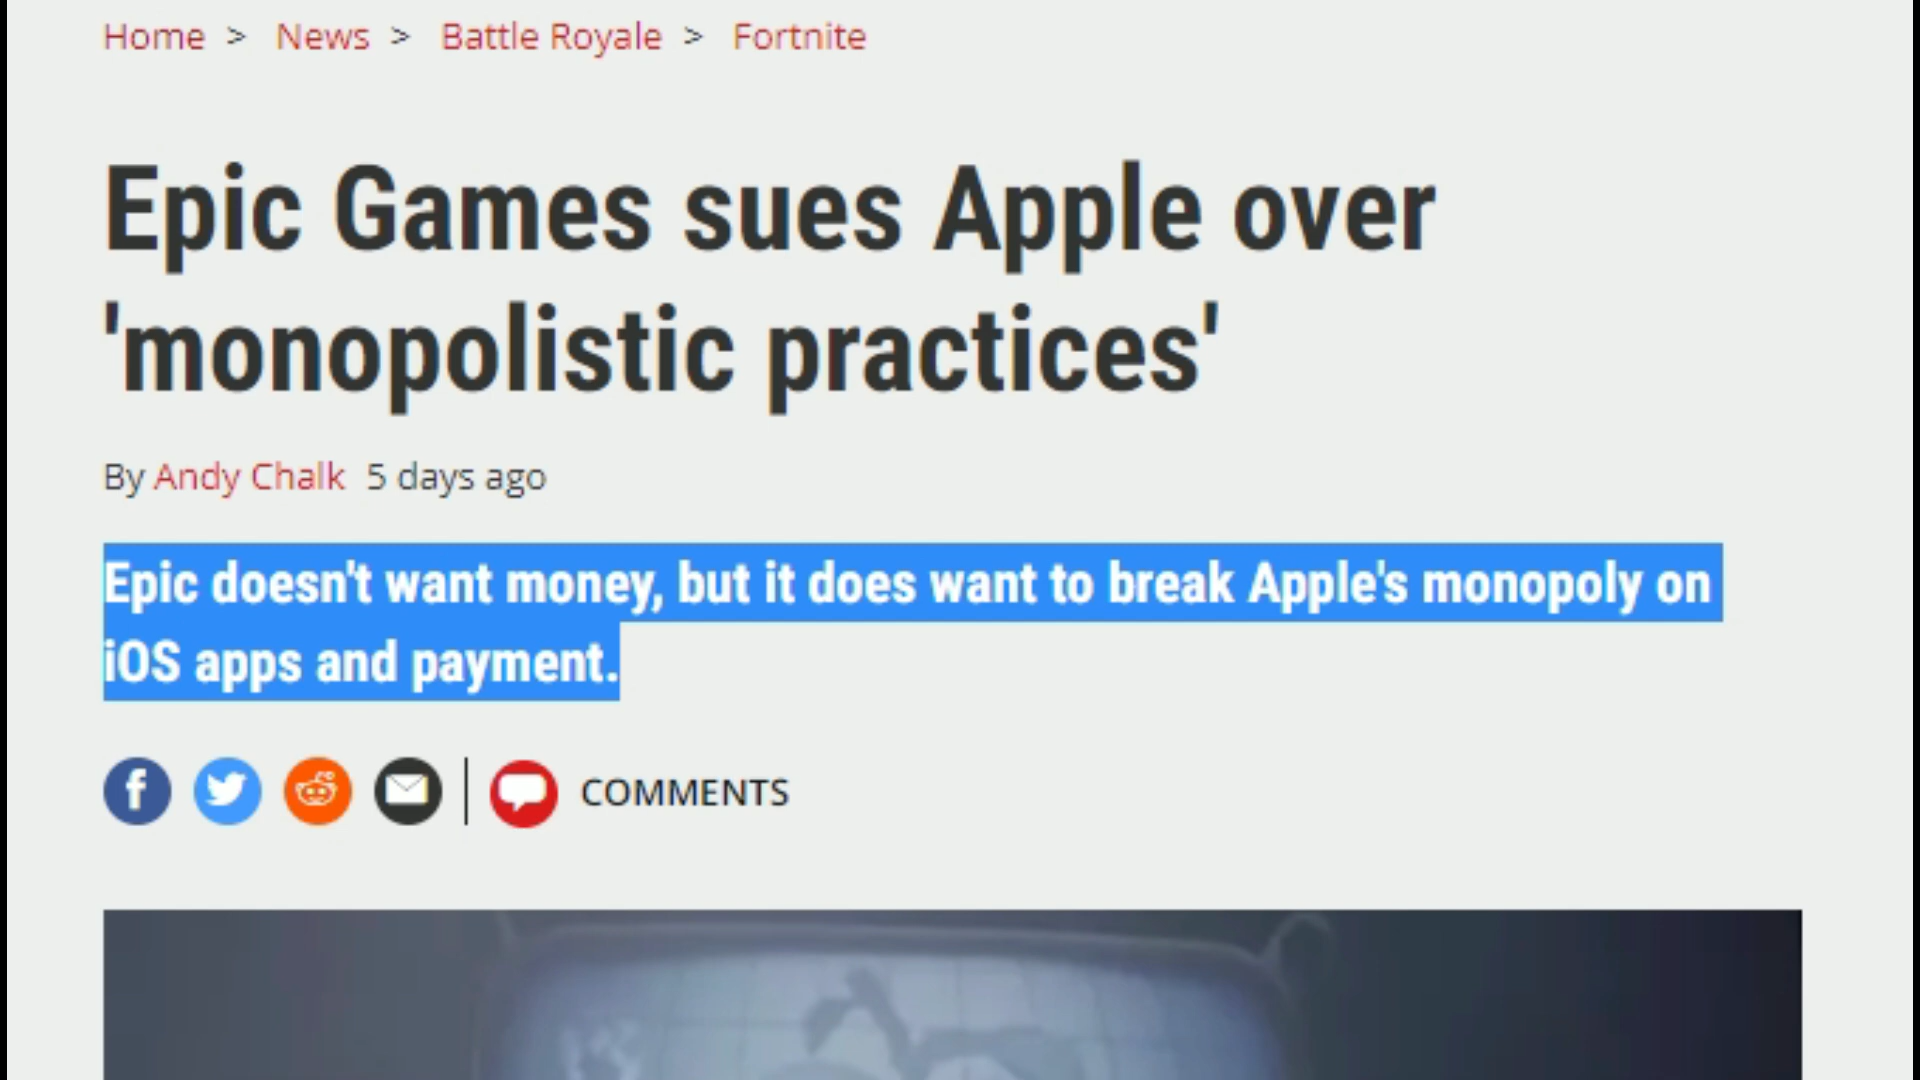 Home > News > Battle Royale > Fortnite
Epic Games sues Apple over
'monopolistic practices'
By Andy Chalk 5 days ago
Epic doesn't want money, but it does want to break Apple's monopoly on
iOS apps and payment.
COMMENTS